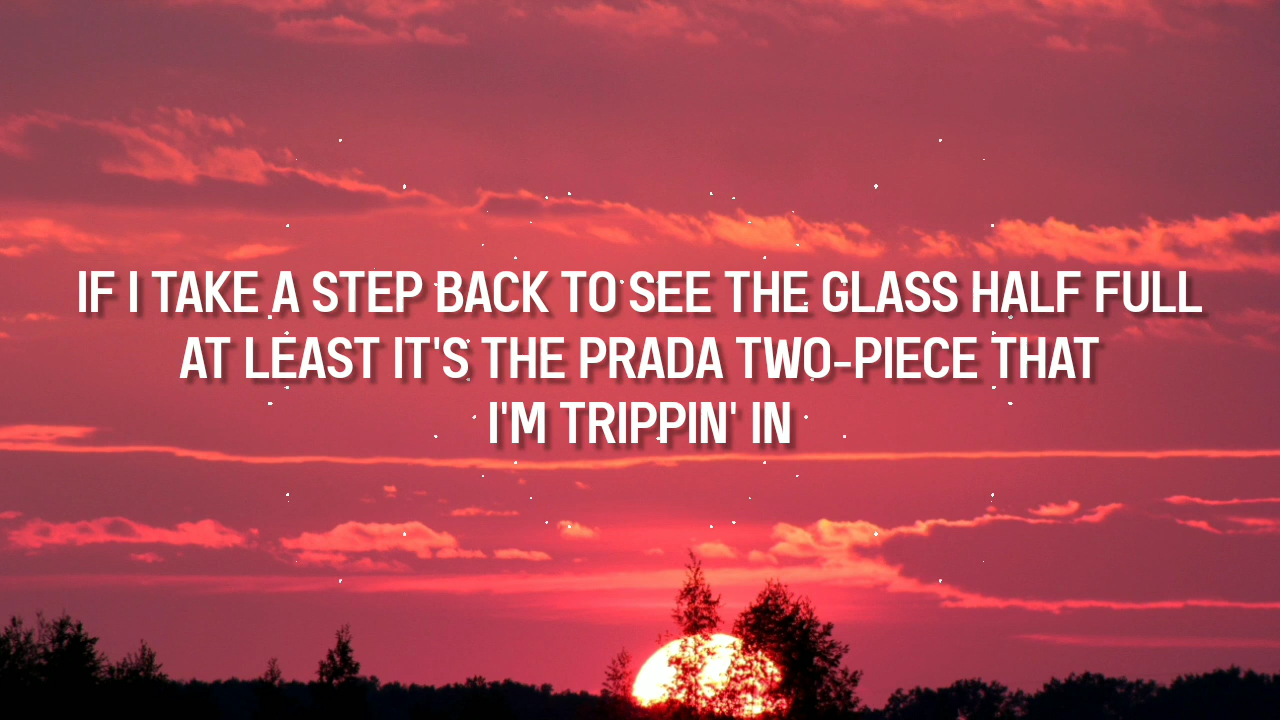 IF I TAKE A STEP BACK TO SEE THE GLASS HALF FULL
AT LEAST IT'S THE PRADA TWO-PIECE THAT
I'M TRIPPIN' IN